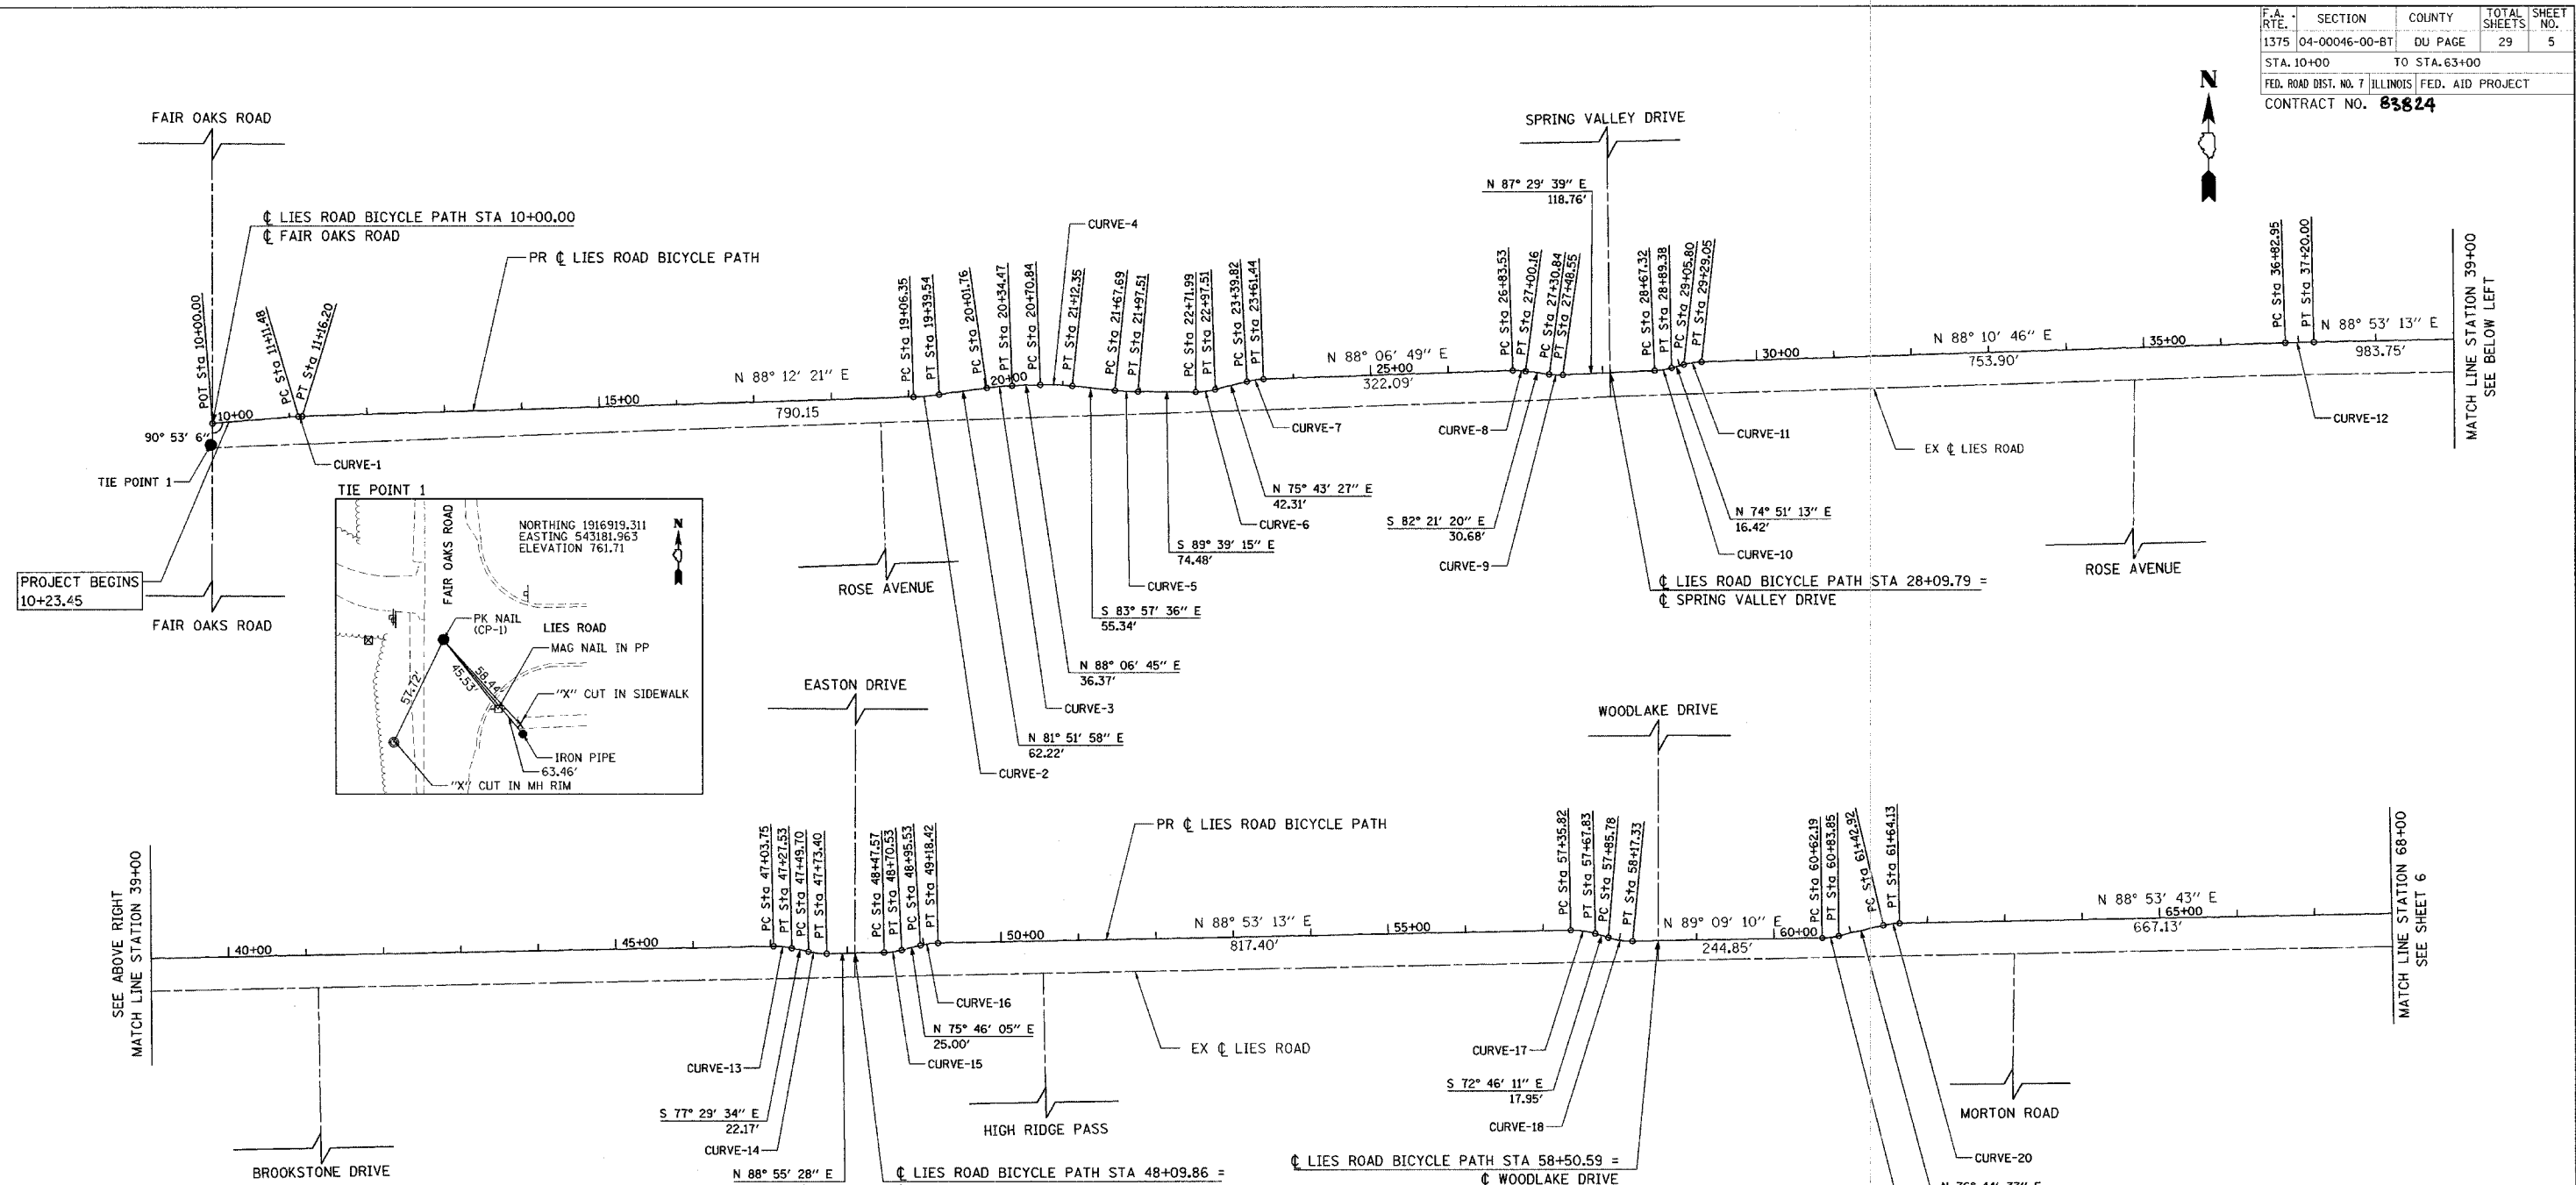 F.A. RTE. SECTION COUNTY TOTAL SHEETS SHEET NO.
1375 04-00046-00-BT DU PAGE 29 5
STA. 10+00 TO STA. 63+00
FED. ROAD DIST. NO. 7 ILLINOIS FED. AID PROJECT
CONTRACT NO. 83824
N
FAIR OAKS ROAD
℄ LIES ROAD BICYCLE PATH STA 10+00.00
℄ FAIR OAKS ROAD
PR ℄ LIES ROAD BICYCLE PATH
CURVE-4
SPRING VALLEY DRIVE
N 87° 29' 39" E
118.76'
POT Sta 10+00.00
PC Sta 11+11.48
PT Sta 11+16.20
PC Sta 19+06.35
PT Sta 19+39.54
PC Sta 20+01.76
PT Sta 20+34.47
PC Sta 20+70.84
PT Sta 21+12.35
PC Sta 21+67.69
PT Sta 21+97.51
PC Sta 22+71.99
PT Sta 22+97.51
PC Sta 23+39.82
PT Sta 23+61.44
PC Sta 26+83.53
PT Sta 27+00.16
PC Sta 27+30.84
PT Sta 27+48.55
PC Sta 28+67.32
PT Sta 28+89.38
PC Sta 29+05.80
PT Sta 29+29.05
PC Sta 36+82.95
PT Sta 37+20.00
MATCH LINE STATION 39+00
SEE BELOW LEFT
10+00
15+00
20+00
25+00
30+00
35+00
N 88° 12' 21" E
790.15
N 88° 06' 49" E
322.09'
N 88° 10' 46" E
753.90'
N 88° 53' 13" E
983.75'
90° 53' 6"
TIE POINT 1
CURVE-1
CURVE-7
CURVE-8
CURVE-11
EX ℄ LIES ROAD
CURVE-12
N 75° 43' 27" E
42.31'
CURVE-6
S 82° 21' 20" E
30.68'
N 74° 51' 13" E
16.42'
S 89° 39' 15" E
74.48'
CURVE-9
CURVE-10
ROSE AVENUE
ROSE AVENUE
CURVE-5
℄ LIES ROAD BICYCLE PATH STA 28+09.79 =
℄ SPRING VALLEY DRIVE
S 83° 57' 36" E
55.34'
N 88° 06' 45" E
36.37'
CURVE-3
N 81° 51' 58" E
62.22'
CURVE-2
PROJECT BEGINS
10+23.45
FAIR OAKS ROAD
TIE POINT 1
FAIR OAKS ROAD
NORTHING 1916919.311
EASTING 543181.963
ELEVATION 761.71
N
PK NAIL
(CP-1)
LIES ROAD
MAG NAIL IN PP
58.44'
45.53'
57.72'
"X" CUT IN SIDEWALK
IRON PIPE
63.46'
"X" CUT IN MH RIM
EASTON DRIVE
WOODLAKE DRIVE
PR ℄ LIES ROAD BICYCLE PATH
SEE ABOVE RIGHT
MATCH LINE STATION 39+00
PC Sta 47+03.75
PT Sta 47+27.53
PC Sta 47+49.70
PT Sta 47+73.40
PC Sta 48+47.57
PT Sta 48+70.53
PC Sta 48+95.53
PT Sta 49+18.42
PC Sta 57+35.82
PT Sta 57+67.83
PC Sta 57+85.78
PT Sta 58+17.33
PC Sta 60+62.19
PT Sta 60+83.85
PC Sta 61+42.92
PT Sta 61+64.13
MATCH LINE STATION 68+00
SEE SHEET 6
40+00
45+00
50+00
55+00
60+00
65+00
N 88° 53' 13" E
817.40'
N 89° 09' 10" E
244.85'
N 88° 53' 43" E
667.13'
CURVE-16
N 75° 46' 05" E
25.00'
CURVE-15
CURVE-13
EX ℄ LIES ROAD
CURVE-17
S 72° 46' 11" E
17.95'
CURVE-18
S 77° 29' 34" E
22.17'
CURVE-14
HIGH RIDGE PASS
MORTON ROAD
BROOKSTONE DRIVE
N 88° 55' 28" E
℄ LIES ROAD BICYCLE PATH STA 48+09.86 =
℄ LIES ROAD BICYCLE PATH STA 58+50.59 =
℄ WOODLAKE DRIVE
CURVE-20